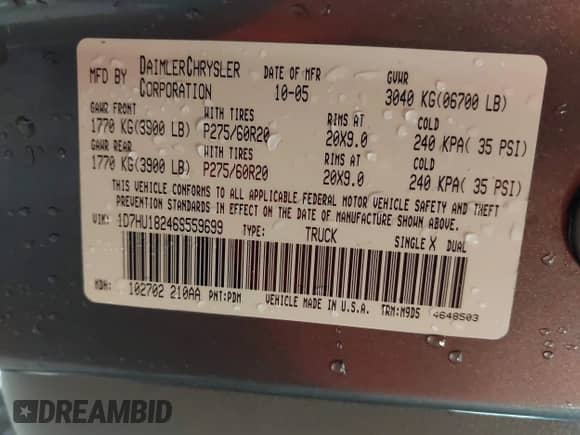 MFD BY DAIMLERCHRYSLER CORPORATION DATE OF MFR 10-05 GVWR 3040 KG(06700 LB)
GAWR FRONT WITH TIRES RIMS AT COLD
1770 KG(3900 LB) P275/60R20 20X9.0 240 KPA( 35 PSI)
GAWR REAR WITH TIRES RIMS AT COLD
1770 KG(3900 LB) P275/60R20 20X9.0 240 KPA( 35 PSI)
THIS VEHICLE CONFORMS TO ALL APPLICABLE FEDERAL MOTOR VEHICLE SAFETY AND THEFT
PREVENTION STANDARDS IN EFFECT ON THE DATE OF MANUFACTURE SHOWN ABOVE.
VIN: 1D7HU18246S559699 TYPE: TRUCK SINGLE X DUAL
MDH: 102702 210AA PNT:PDM VEHICLE MADE IN U.S.A. TRM:M9D5 4648503
DREAMBID